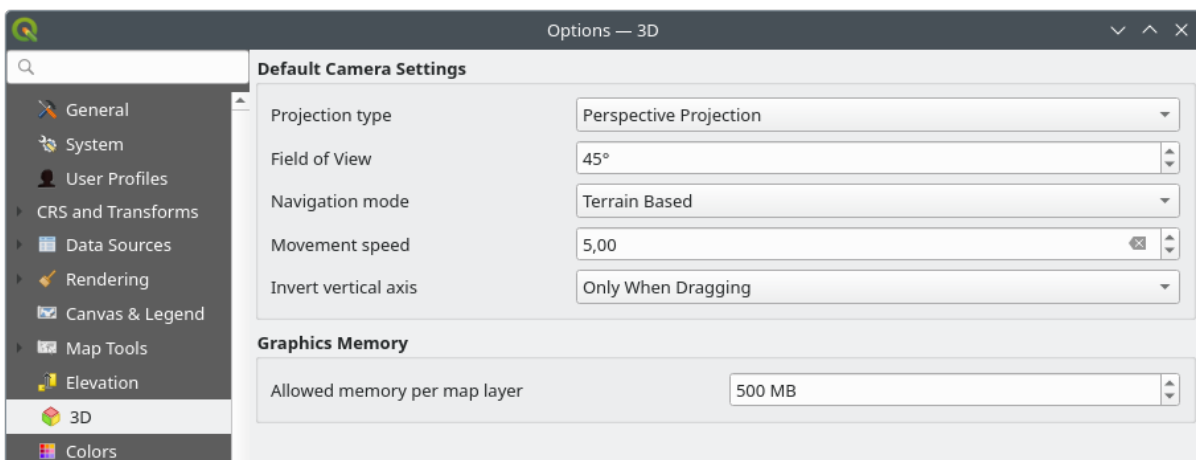 Options — 3D
General
System
User Profiles
CRS and Transforms
Data Sources
Rendering
Canvas & Legend
Map Tools
Elevation
3D
Colors
Default Camera Settings
Projection type Perspective Projection
Field of View 45°
Navigation mode Terrain Based
Movement speed 5,00
Invert vertical axis Only When Dragging
Graphics Memory
Allowed memory per map layer 500 MB